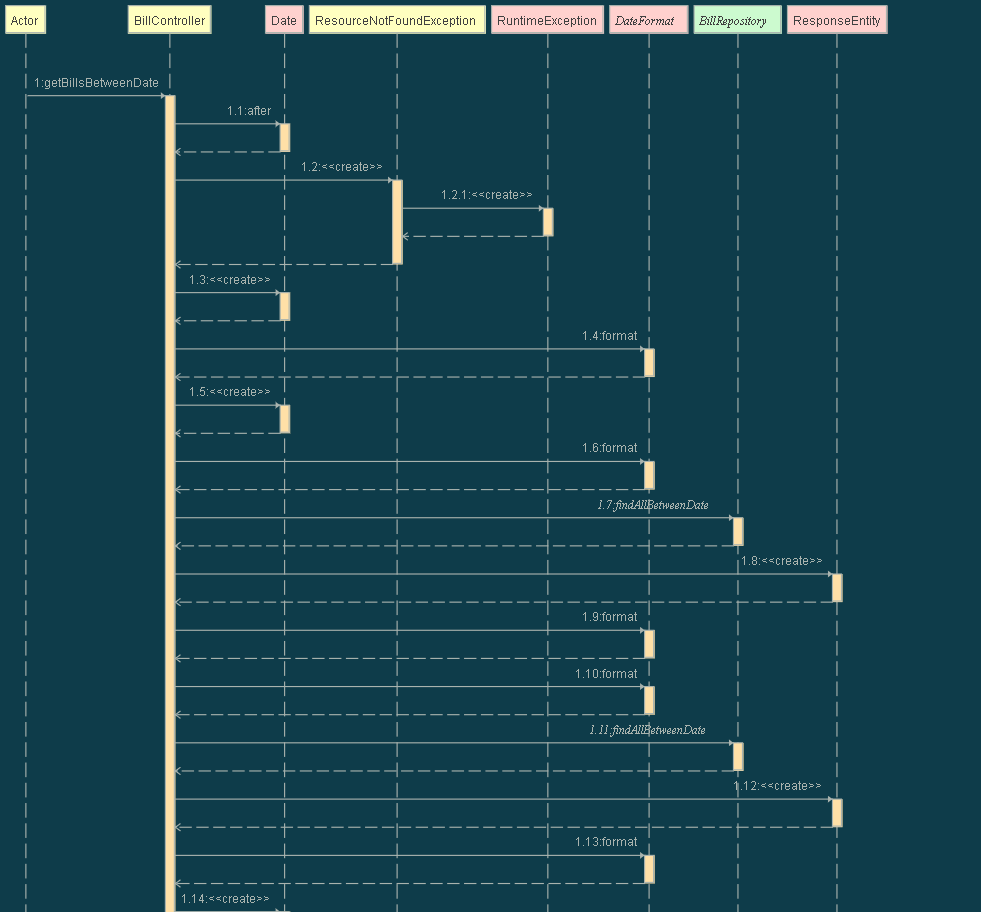 Actor BillController Date ResourceNotFoundException RuntimeException DateFormat BillRepository ResponseEntity
1:getBillsBetweenDate
1.1:after
1.2:<<create>>
1.2.1:<<create>>
1.3:<<create>>
1.4:format
1.5:<<create>>
1.6:format
1.7:findAllBetweenDate
1.8:<<create>>
1.9:format
1.10:format
1.11:findAllBetweenDate
1.12:<<create>>
1.13:format
1.14:<<create>>